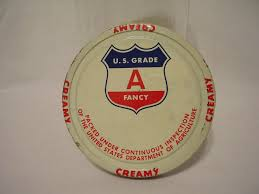 CREAMY
U.S. GRADE
A
FANCY
PACKED UNDER CONTINUOUS INSPECTION
OF THE UNITED STATES DEPARTMENT OF AGRICULTURE
CREAMY
CREAMY
CREAMY